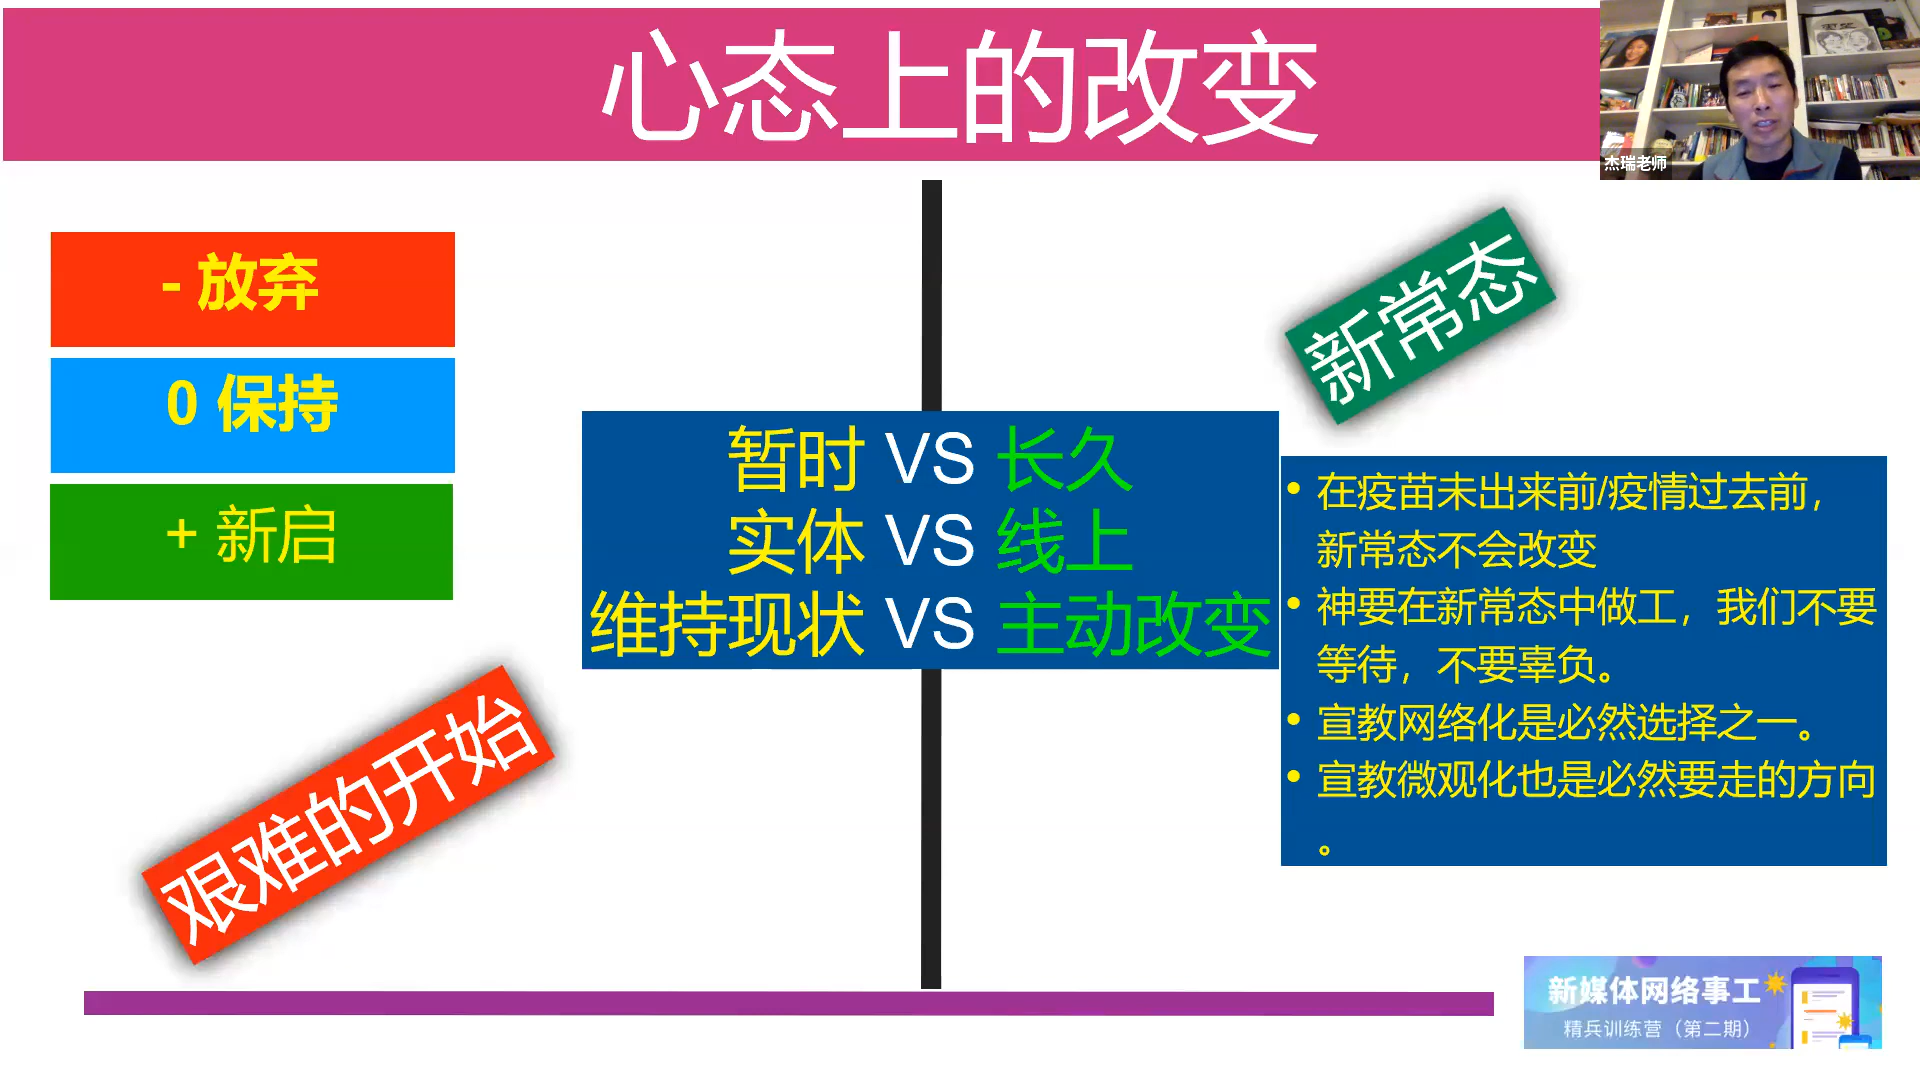 心态上的改变
杰瑞老师
- 放弃
0 保持
+ 新启
艰难的开始
暂时 VS 长久
实体 VS 线上
维持现状 VS 主动改变
新常态
• 在疫苗未出来前/疫情过去前，
新常态不会改变
• 神要在新常态中做工，我们不要
等待，不要辜负。
• 宣教网络化是必然选择之一。
• 宣教微观化也是必然要走的方向
。
新媒体网络事工
精兵训练营（第二期）